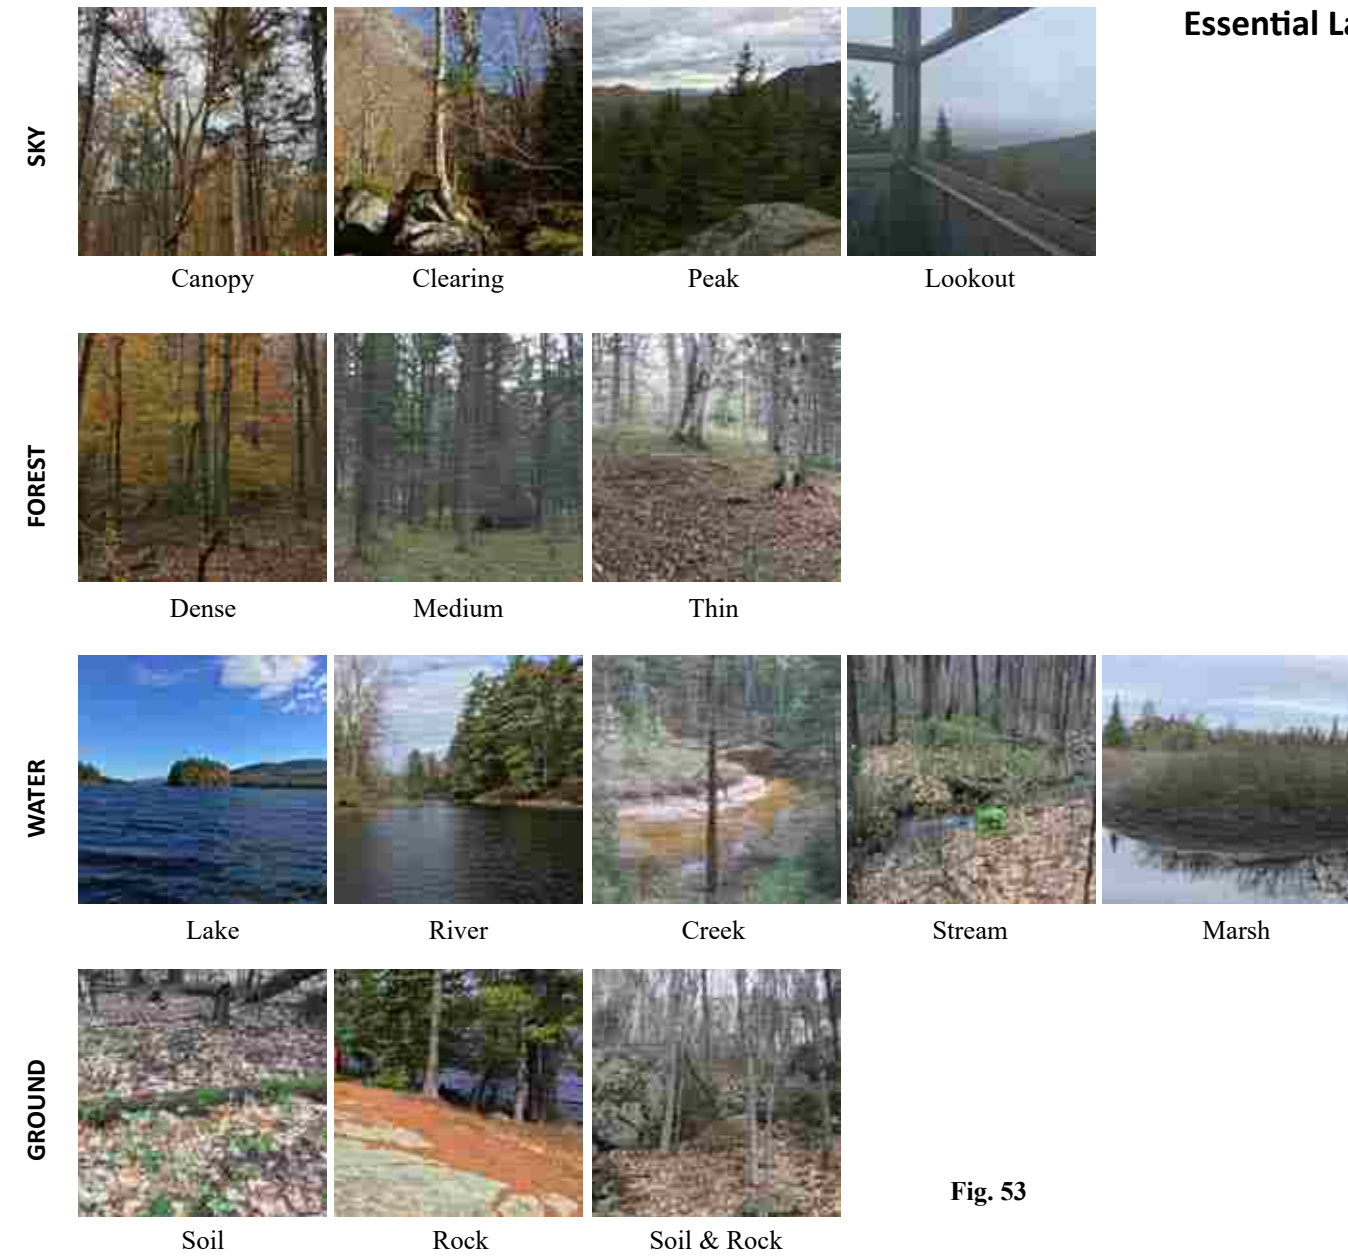 Essential La
SKY
Canopy Clearing Peak Lookout
FOREST
Dense Medium Thin
WATER
Lake River Creek Stream Marsh
GROUND
Soil Rock Soil & Rock
Fig. 53